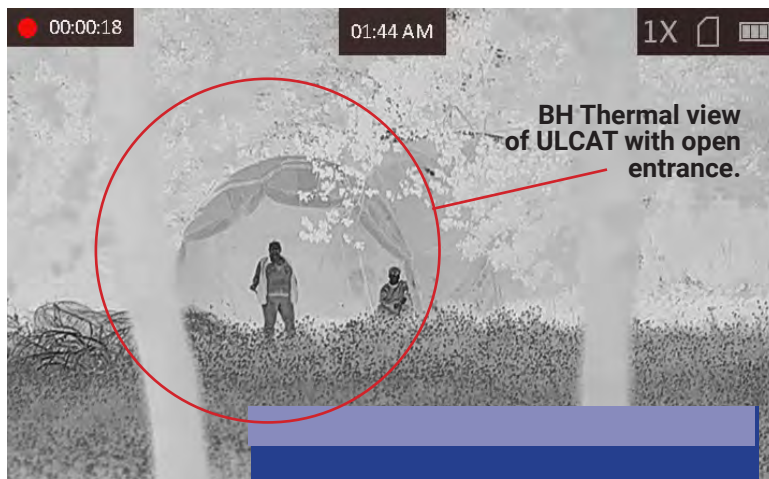 00:00:18
01:44 AM
1X
BH Thermal view
of ULCAT with open
entrance.